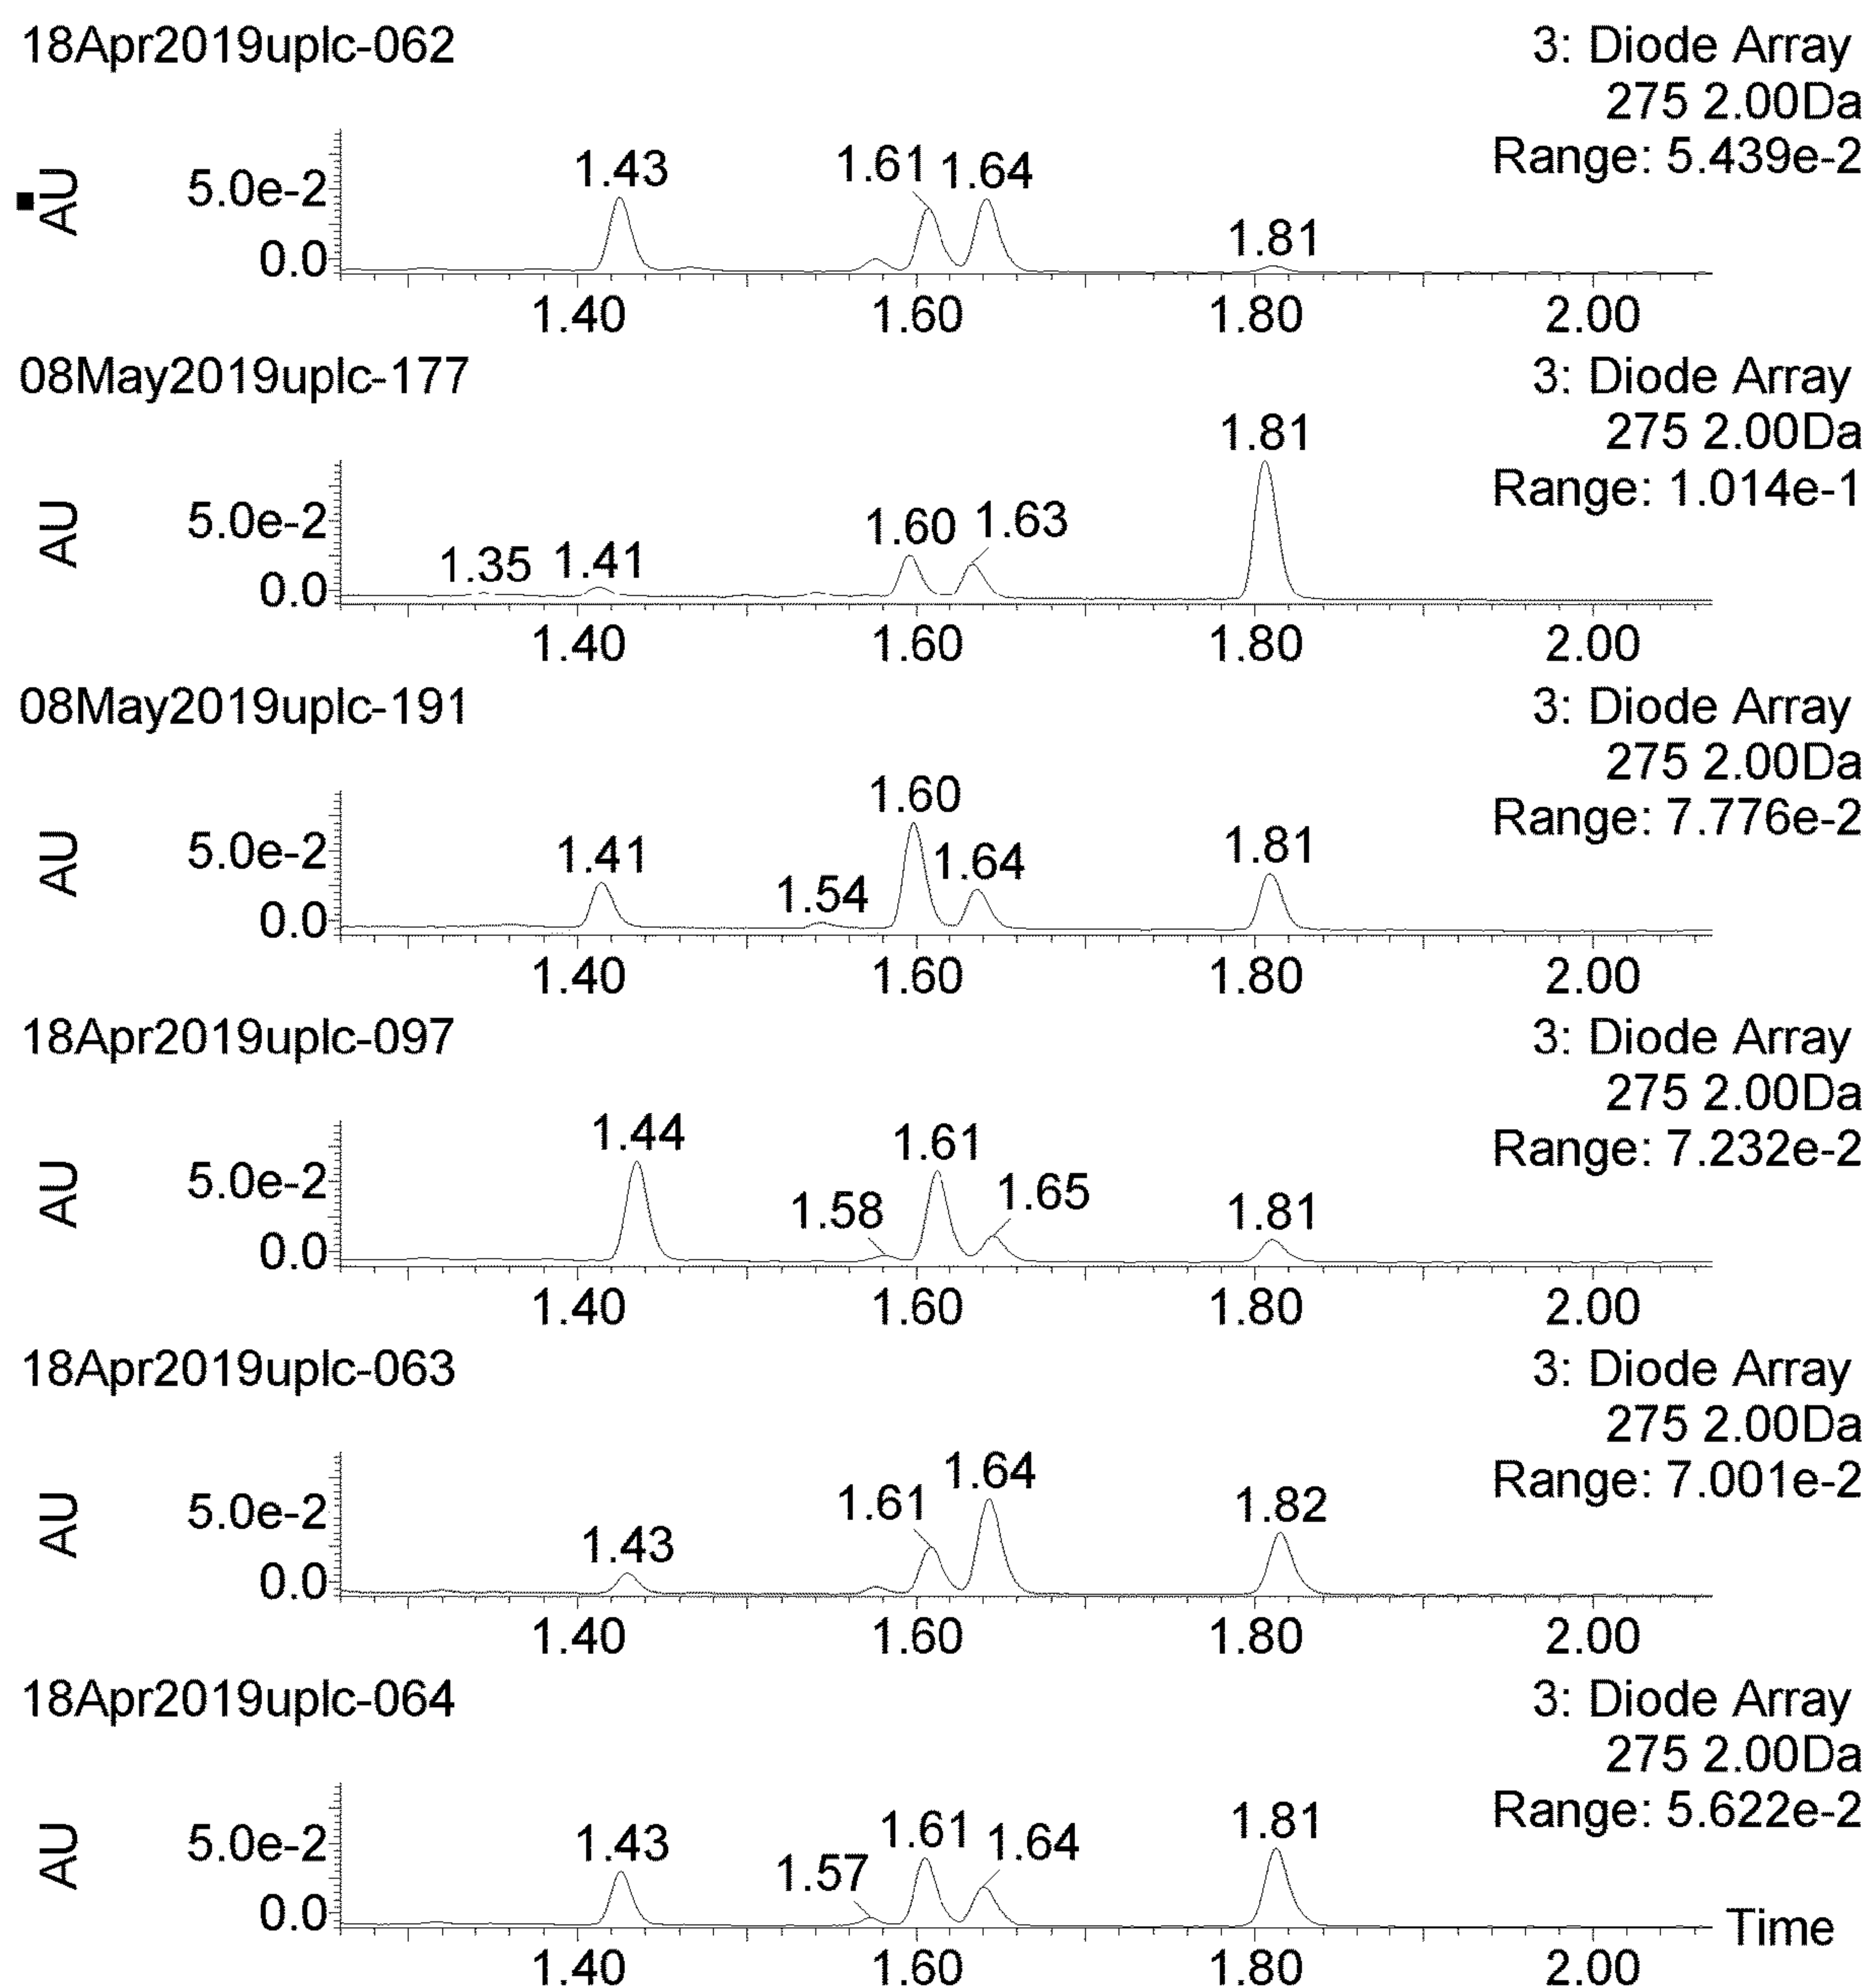 18Apr2019uplc-062
3: Diode Array
275 2.00Da
Range: 5.439e-2
AU
5.0e-2
0.0
1.43
1.61
1.64
1.81
1.40
1.60
1.80
2.00
08May2019uplc-177
3: Diode Array
275 2.00Da
Range: 1.014e-1
AU
5.0e-2
0.0
1.35
1.41
1.60
1.63
1.81
1.40
1.60
1.80
2.00
08May2019uplc-191
3: Diode Array
275 2.00Da
Range: 7.776e-2
AU
5.0e-2
0.0
1.41
1.54
1.60
1.64
1.81
1.40
1.60
1.80
2.00
18Apr2019uplc-097
3: Diode Array
275 2.00Da
Range: 7.232e-2
AU
5.0e-2
0.0
1.44
1.58
1.61
1.65
1.81
1.40
1.60
1.80
2.00
18Apr2019uplc-063
3: Diode Array
275 2.00Da
Range: 7.001e-2
AU
5.0e-2
0.0
1.43
1.61
1.64
1.82
1.40
1.60
1.80
2.00
18Apr2019uplc-064
3: Diode Array
275 2.00Da
Range: 5.622e-2
AU
5.0e-2
0.0
1.43
1.57
1.61
1.64
1.81
Time
1.40
1.60
1.80
2.00